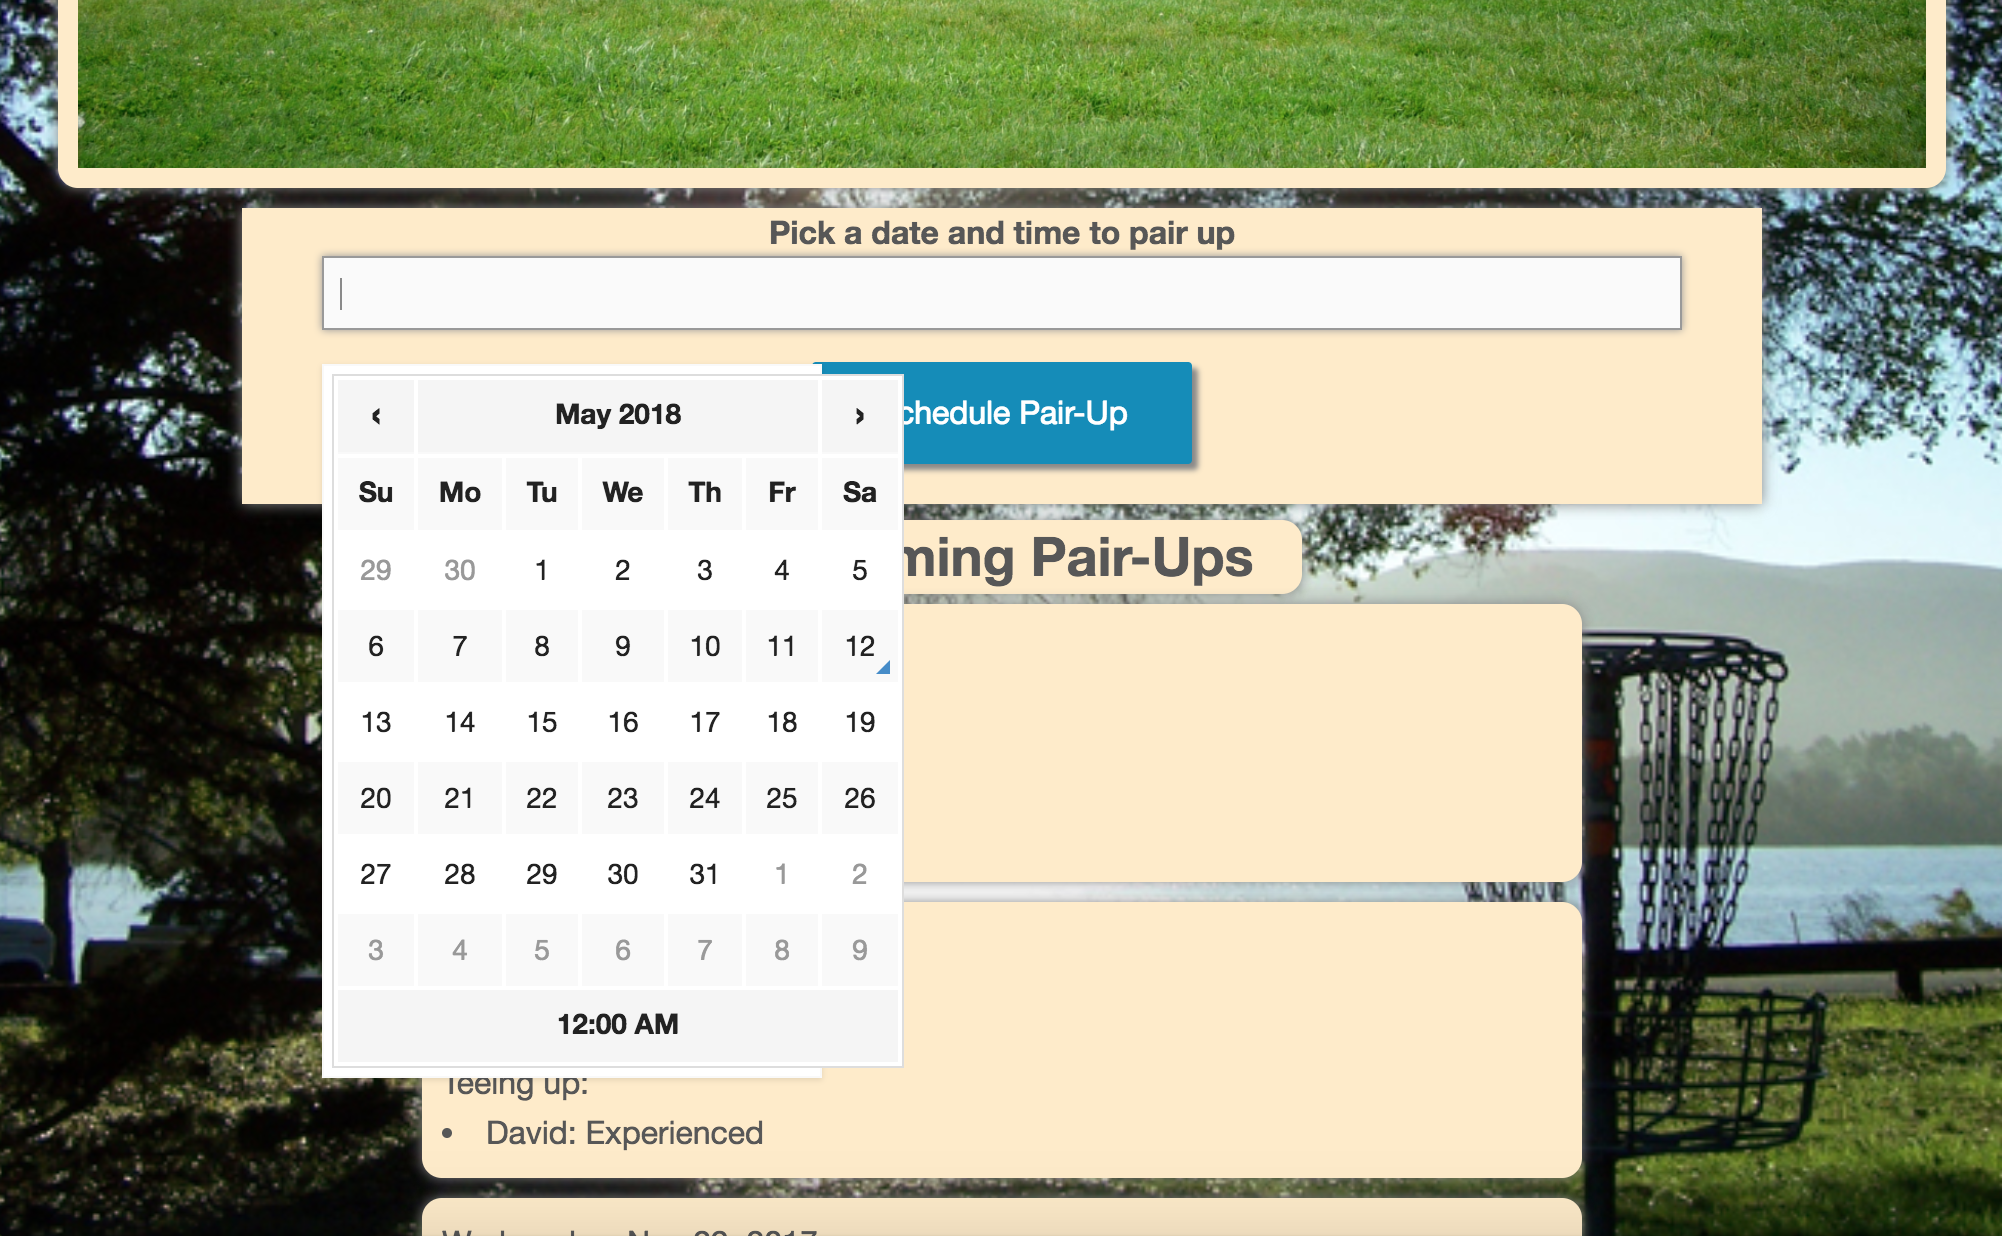 Pick a date and time to pair up
chedule Pair-Up
‹ May 2018 ›
Su Mo Tu We Th Fr Sa
29 30 1 2 3 4 5
6 7 8 9 10 11 12
13 14 15 16 17 18 19
20 21 22 23 24 25 26
27 28 29 30 31 1 2
3 4 5 6 7 8 9
12:00 AM
ming Pair-Ups
Teeing up:
• David: Experienced